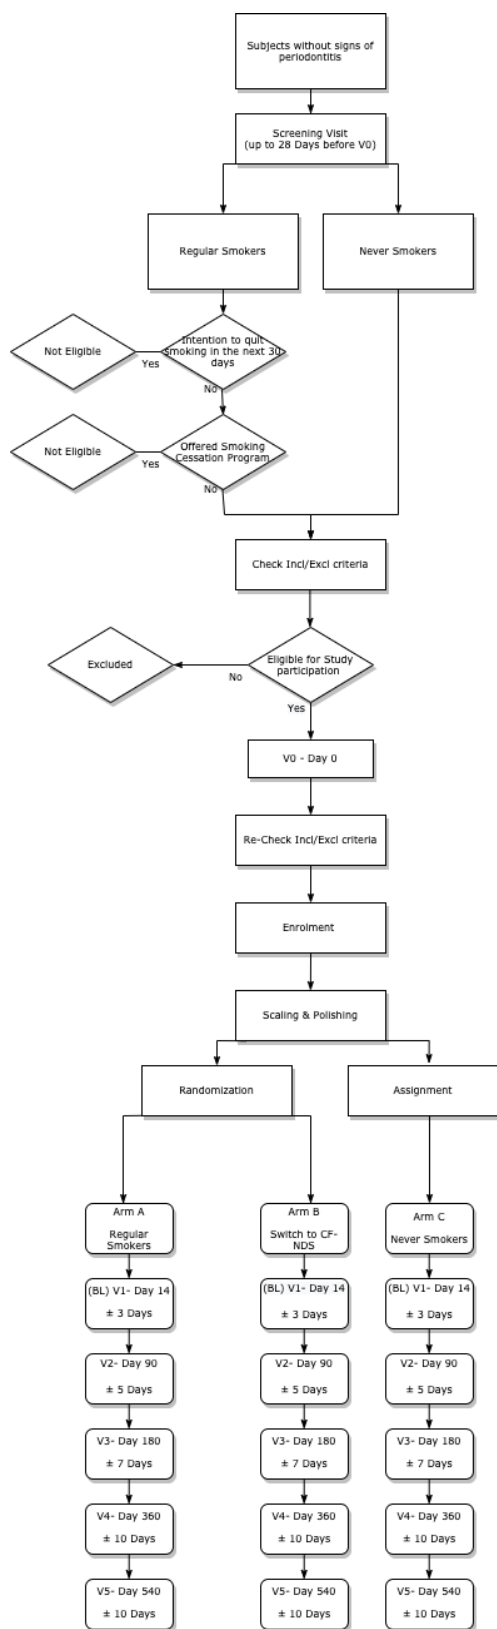 Subjects without signs of
periodontitis
Screening Visit
(up to 28 Days before V0)
Regular Smokers
Never Smokers
Not Eligible
Yes
Intention to quit
smoking in the next 30
days
No
Not Eligible
Yes
Offered Smoking
Cessation Program
No
Check Incl/Excl criteria
Excluded
No
Eligible for Study
participation
Yes
V0 - Day 0
Re-Check Incl/Excl criteria
Enrolment
Scaling & Polishing
Randomization
Assignment
Arm A
Regular
Smokers
Arm B
Switch to CF-
NDS
Arm C
Never Smokers
(BL) V1- Day 14
± 3 Days
(BL) V1- Day 14
± 3 Days
(BL) V1- Day 14
± 3 Days
V2- Day 90
± 5 Days
V2- Day 90
± 5 Days
V2- Day 90
± 5 Days
V3- Day 180
± 7 Days
V3- Day 180
± 7 Days
V3- Day 180
± 7 Days
V4- Day 360
± 10 Days
V4- Day 360
± 10 Days
V4- Day 360
± 10 Days
V5- Day 540
± 10 Days
V5- Day 540
± 10 Days
V5- Day 540
± 10 Days